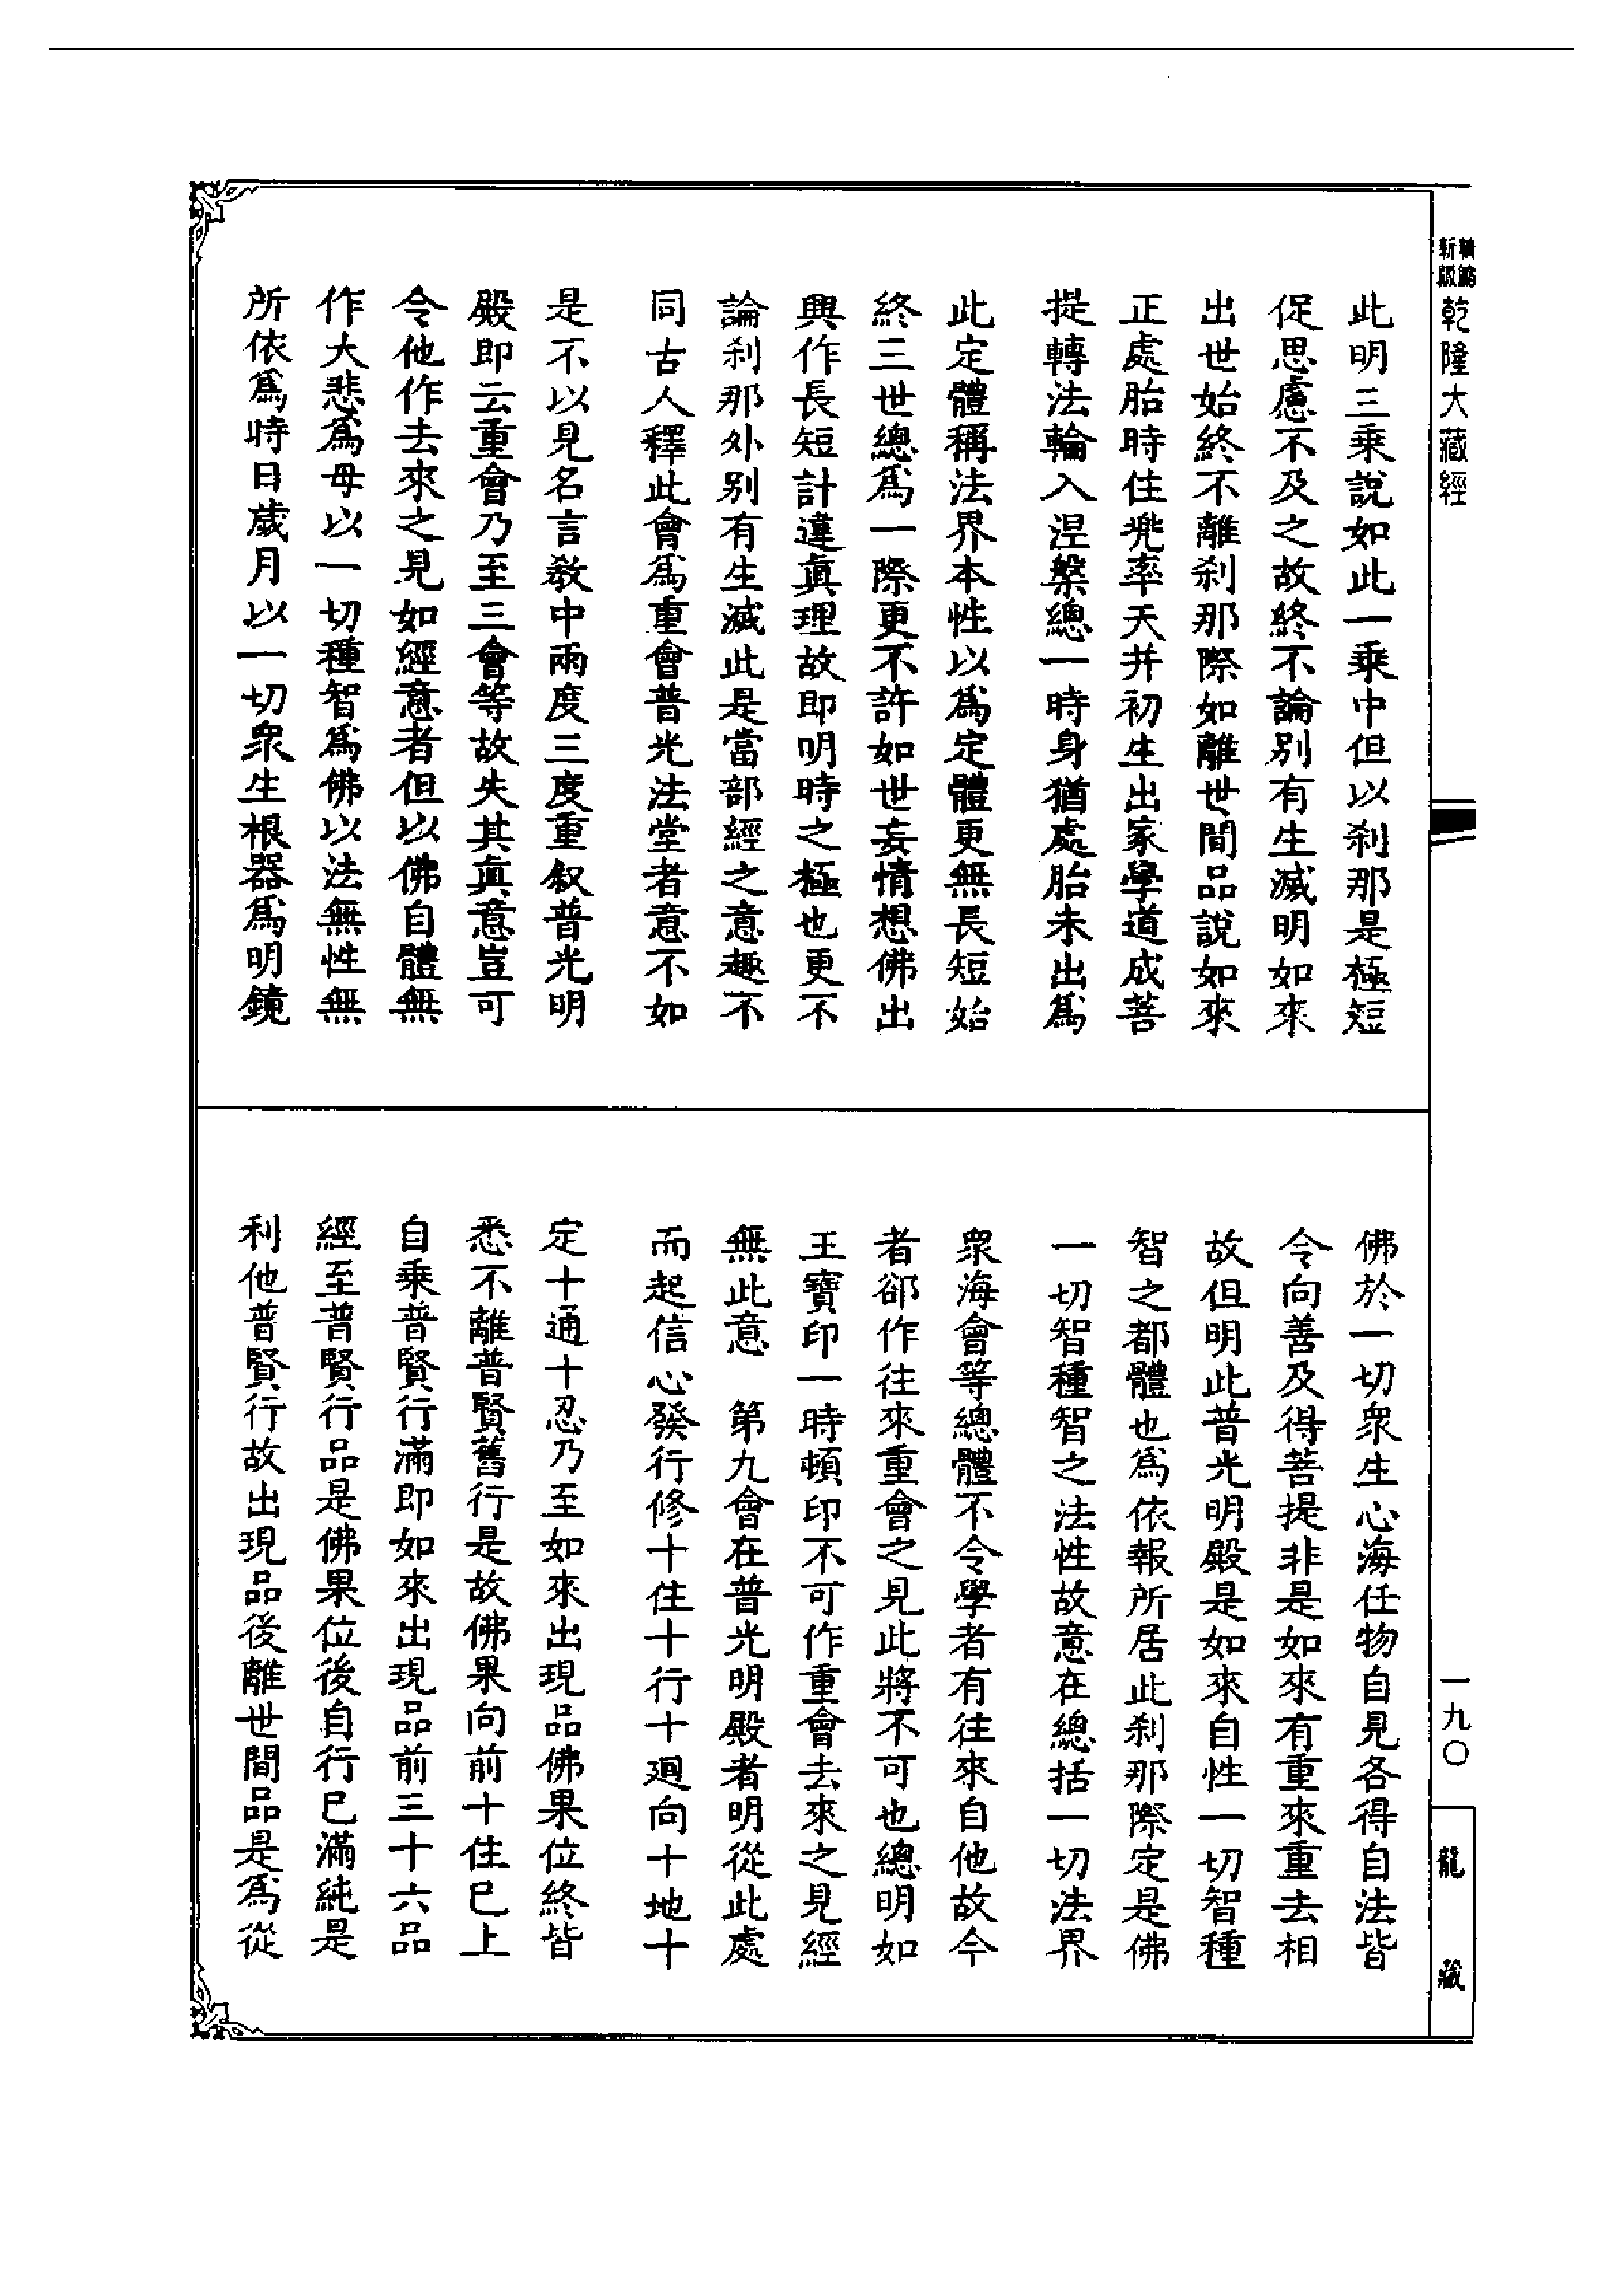 精縮新版乾隆大藏經
此明三乘說如此一乘中但以刹那是極短
促思慮不及之故終不論別有生滅明如來
出世始終不離刹那際如離世間品說如來
正處胎時住兠率天并初生出家學道成菩
提轉法輪入涅槃總一時身猶處胎未出爲
此定體稱法界本性以爲定體更無長短始
終三世總爲一際更不許如世妄情想佛出
興作長短計違眞理故即明時之極也更不
論刹那外別有生滅此是當部經之意趣不
同古人釋此會爲重會普光法堂者意不如
是不以見名言教中兩度三度重叙普光明
殿即云重會乃至三會等故失其眞意豈可
令他作去來之見如經意者但以佛自體無
作大悲爲母以一切種智爲佛以法無性無
所依爲時日歲月以一切衆生根器爲明鏡
佛於一切衆生心海任物自見各得自法皆
令向善及得菩提非是如來有重來重去相
故但明此普光明殿是如來自性一切智種
智之都體也爲依報所居此刹那際定是佛
一切智種智之法性故意在總括一切法界
衆海會等總體不令學者有往來自他故今
者卻作往來重會之見此將不可也總明如
王寶印一時頓印不可作重會去來之見經
無此意　第九會在普光明殿者明從此處
而起信心發行修十住十行十廻向十地十
定十通十忍乃至如來出現品佛果位終皆
悉不離普賢舊行是故佛果向前十住已上
自乘普賢行滿即如來出現品前三十六品
經至普賢行品是佛果位後自行已滿純是
利他普賢行故出現品後離世間品是爲從
一九〇
龍藏